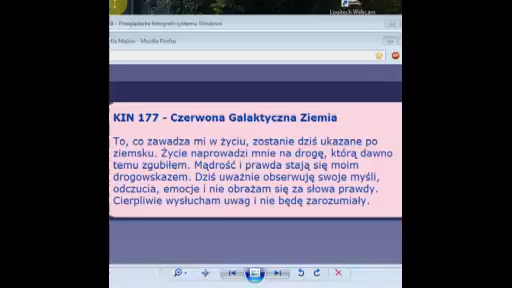 Logitech Webcam
Przeglądarka fotografii systemu Windows
Majów - Mozilla Firefox
KIN 177 - Czerwona Galaktyczna Ziemia
To, co zawadza mi w życiu, zostanie dziś ukazane po
ziemsku. Życie naprowadzi mnie na drogę, którą dawno
temu zgubiłem. Mądrość i prawda stają się moim
drogowskazem. Dziś uważnie obserwuję swoje myśli,
odczucia, emocje i nie obrażam się za słowa prawdy.
Cierpliwie wysłucham uwag i nie będę zarozumiały.